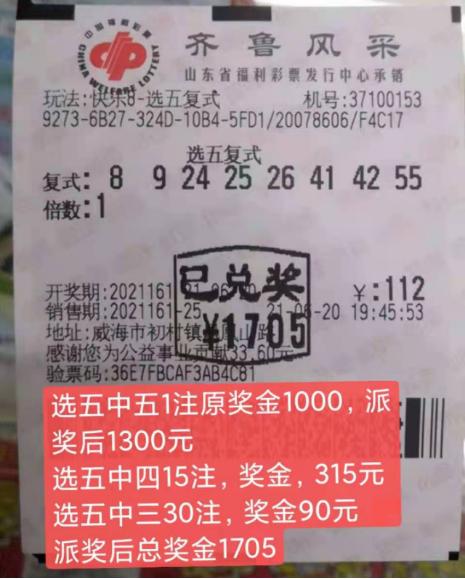 中国福利彩票
CHINA WELFARE LOTTERY
齐鲁风采
山东省福利彩票发行中心承销
玩法:快乐8-选五复式 机号:37100153
9273-6B27-324D-10B4-5FD1/20078606/F4C17
选五复式
复式: 8 9 24 25 26 41 42 55
倍数:1
已兑奖
¥1705
开奖期:2021161 ¥:112
销售期:2021161-25 21-06-20 19:45:53
地址:威海市初村镇
感谢您为公益事业贡献33.60元
验票码:36E7FBCAF3AB4C81
选五中五1注原奖金1000,派
奖后1300元
选五中四15注,奖金,315元
选五中三30注,奖金90元
派奖后总奖金1705